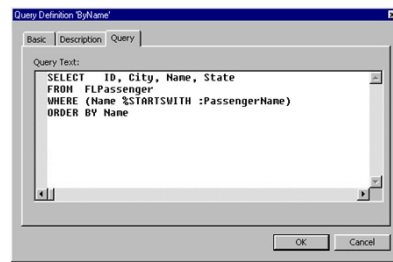 Query Definition 'ByName'
Basic Description Query
Query Text:
SELECT ID, City, Name, State
FROM FLPassenger
WHERE (Name %STARTSWITH :PassengerName)
ORDER BY Name
OK Cancel